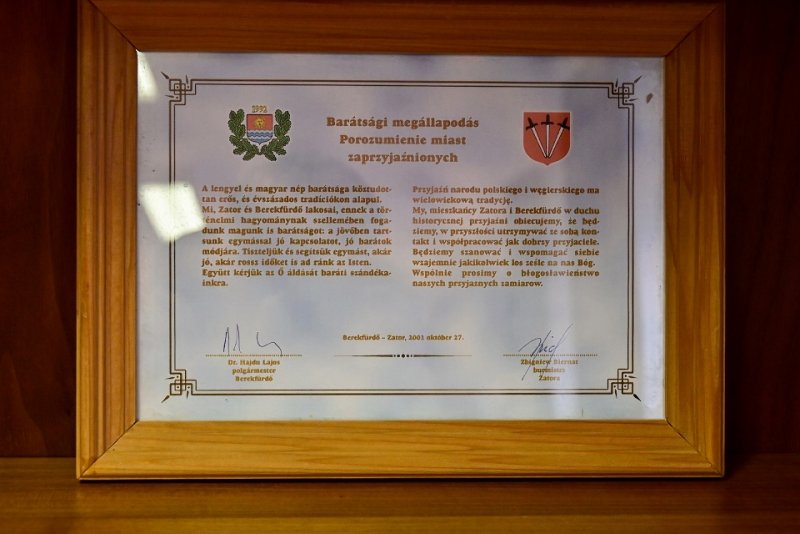 1992
Barátsági megállapodás
Porozumienie miast
zaprzyjaźnionych
A lengyel és magyar nép barátsága köztudot-
tan erős, és évszázados tradíciókon alapul.
Mi, Zator és Berekfürdő lakosai, ennek a tör-
ténelmi hagyománynak szellemében foga-
dunk magunk is barátságot: a jövőben tart-
sunk egymással jó kapcsolatot, jó barátok
módjára. Tiszteljük és segítsük egymást, akár
jó, akár rossz időket is ad ránk az Isten.
Együtt kérjük az Ő áldását baráti szándéka-
inkra.
Przyjaźń narodu polskiego i węgierskiego ma
wielowiekową tradycję.
My, mieszkańcy Zatora i Berekfürdő w duchu
historycznej przyjaźni obiecujemy, że będ-
ziemy, w przyszłości utrzymywać ze sobą kon-
takt i współpracować jak dobrsy przyjaciele.
Będziemy szanować i wspomagać siebie
wzajemnie jakikolwiek los ześle na nas Bóg.
Wspólnie prosimy o błogosławieństwo
naszych przyjaznych zamiarow.
Berekfürdő – Zator, 2001 október 27.
Dr. Hajdu Lajos
polgármester
Berekfürdő
Zbigniew Biernat
burmistrz
Zatora